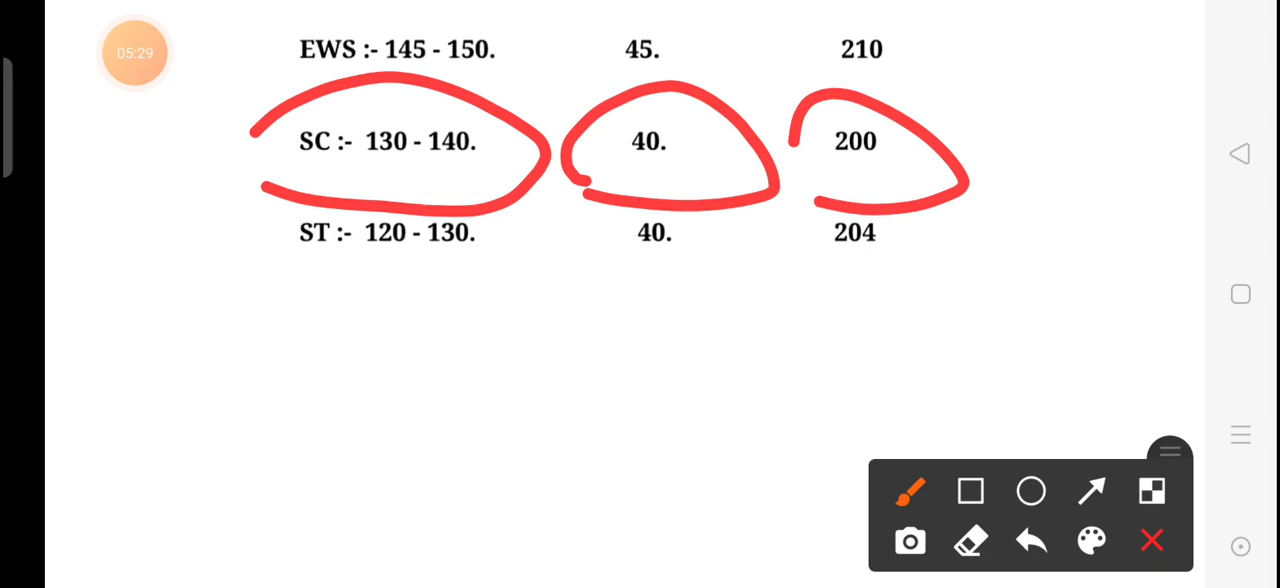 05:29
EWS :- 145 - 150. 45. 210
SC :- 130 - 140. 40. 200
ST :- 120 - 130. 40. 204